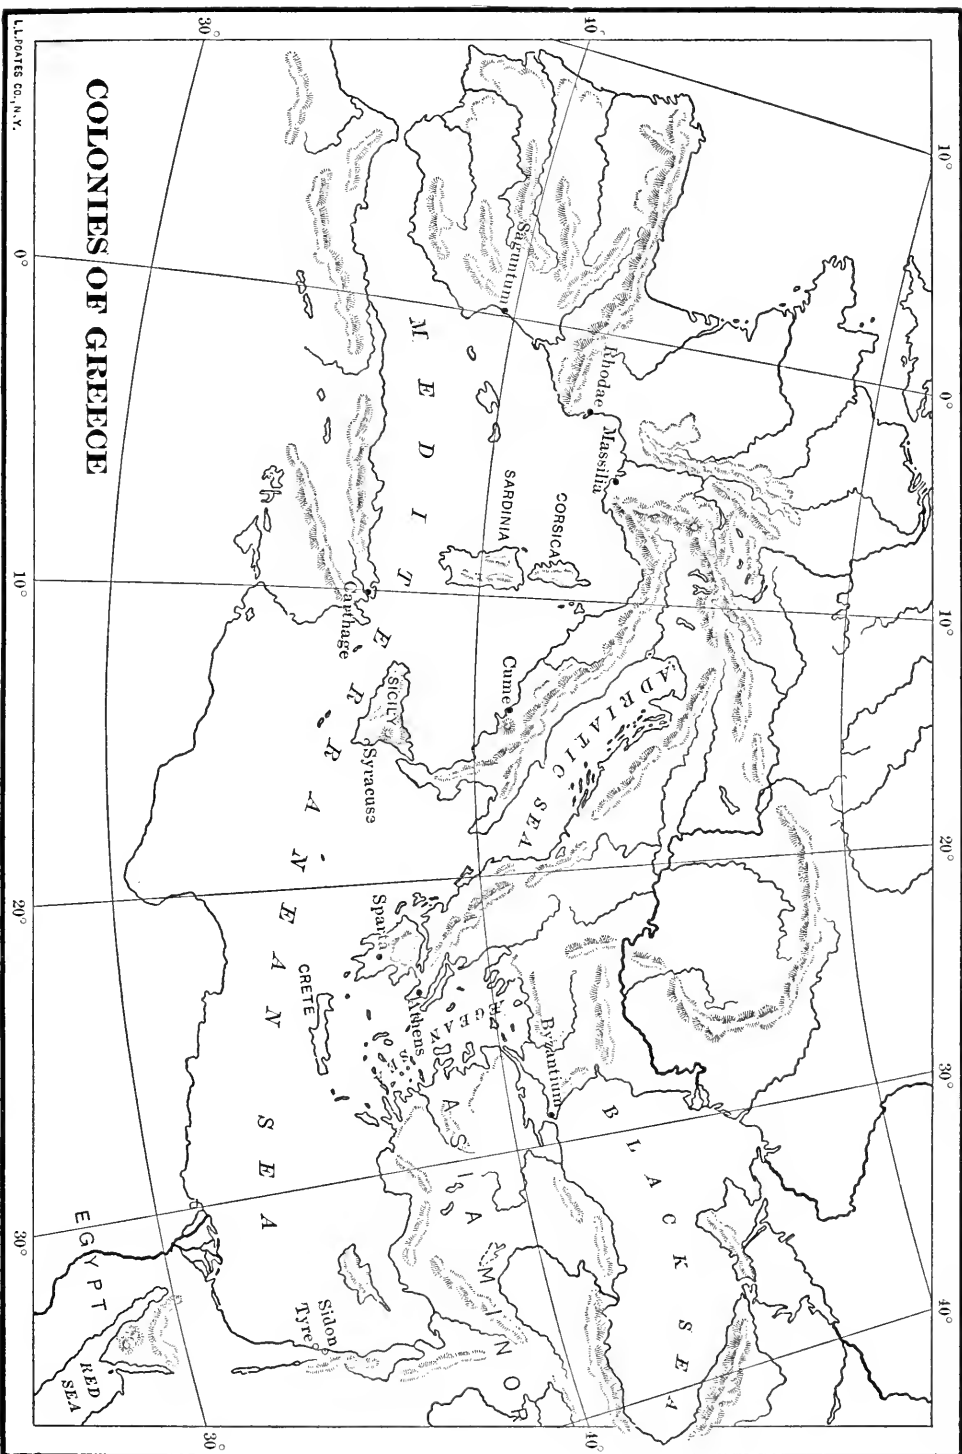 COLONIES OF GREECE
10°
0°
10°
20°
30°
40°
40°
30°
Saguntum
Rhodae
Massilia
CORSICA
SARDINIA
ADRIATIC SEA
Cume
SICILY
Syracuse
Carthage
MEDITERRANEAN SEA
Sparta
Athens
CRETE
Byzantium
BLACK SEA
ASIA MINOR
Sidon
Tyre
EGYPT
RED
SEA
0°
10°
20°
30°
30°
40°
L.L.POATES CO., N.Y.